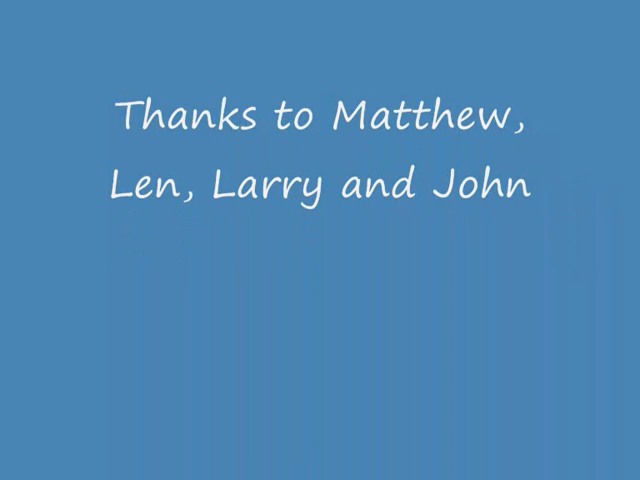 Thanks to Matthew,
Len, Larry and John